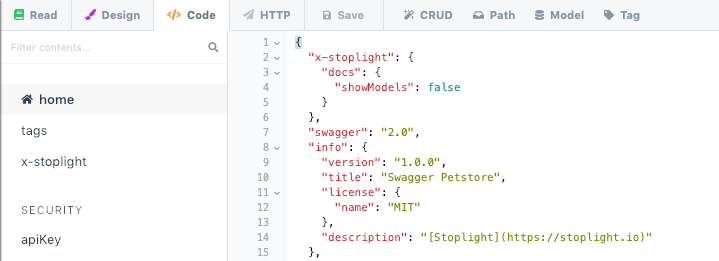 Read Design Code HTTP Save CRUD Path Model Tag
Filter contents...
home
tags
x-stoplight
SECURITY
apiKey
1 {
2 "x-stoplight": {
3 "docs": {
4 "showModels": false
5 }
6 },
7 "swagger": "2.0",
8 "info": {
9 "version": "1.0.0",
10 "title": "Swagger Petstore",
11 "license": {
12 "name": "MIT"
13 },
14 "description": "[Stoplight](https://stoplight.io)"
15 },